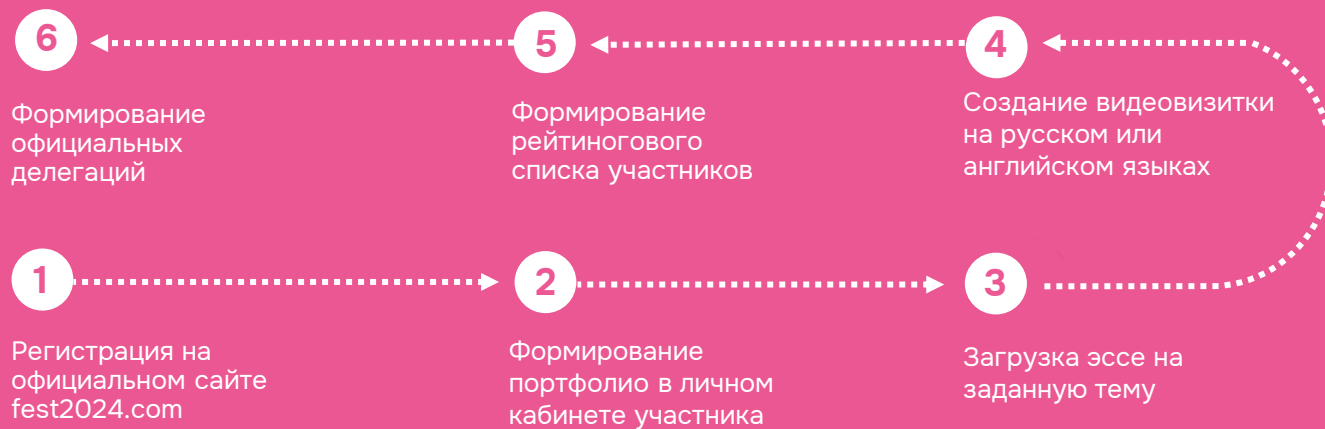 6
Формирование
официальных
делегаций
5
Формирование
рейтингового
списка участников
4
Создание видеовизитки
на русском или
английском языках
1
Регистрация на
официальном сайте
fest2024.com
2
Формирование
портфолио в личном
кабинете участника
3
Загрузка эссе на
заданную тему